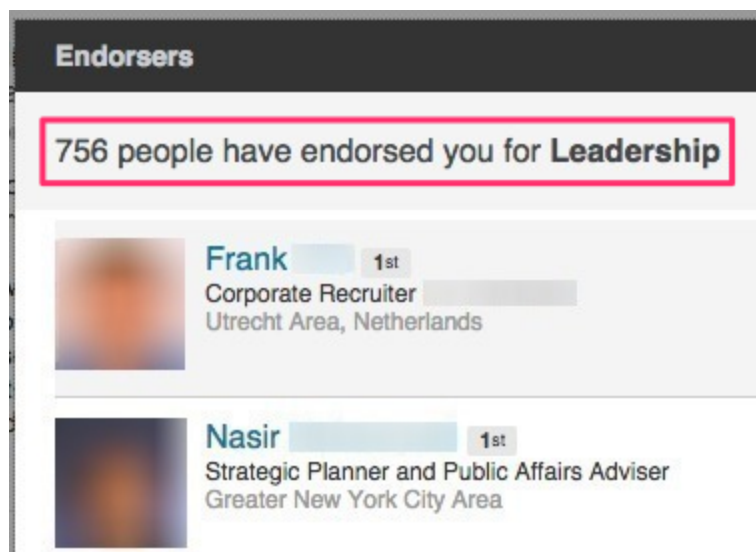 Endorsers
756 people have endorsed you for Leadership
Frank 1st
Corporate Recruiter
Utrecht Area, Netherlands
Nasir 1st
Strategic Planner and Public Affairs Adviser
Greater New York City Area